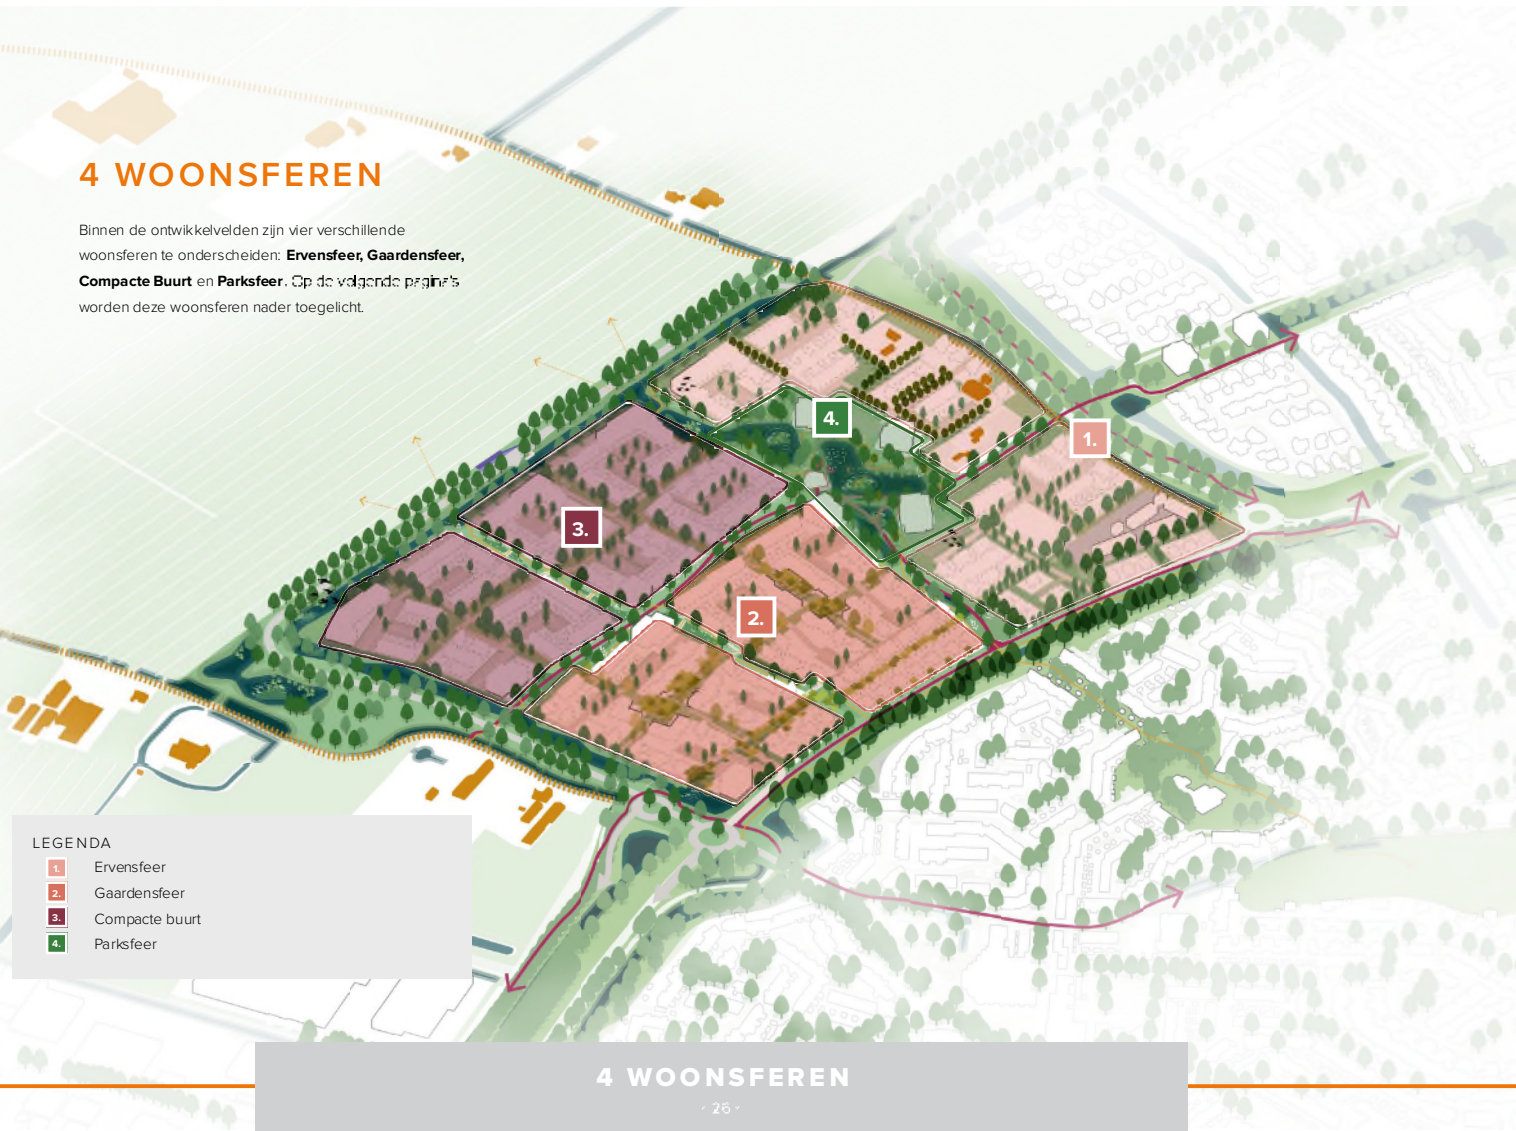 4 WOONSFEREN
Binnen de ontwikkelvelden zijn vier verschillende
woonsferen te onderscheiden: Ervensfeer, Gaardensfeer,
Compacte Buurt en Parksfeer. Op de volgende pagina's
worden deze woonsferen nader toegelicht.
4.
1.
3.
2.
LEGENDA
1. Ervensfeer
2. Gaardensfeer
3. Compacte buurt
4. Parksfeer
4 WOONSFEREN